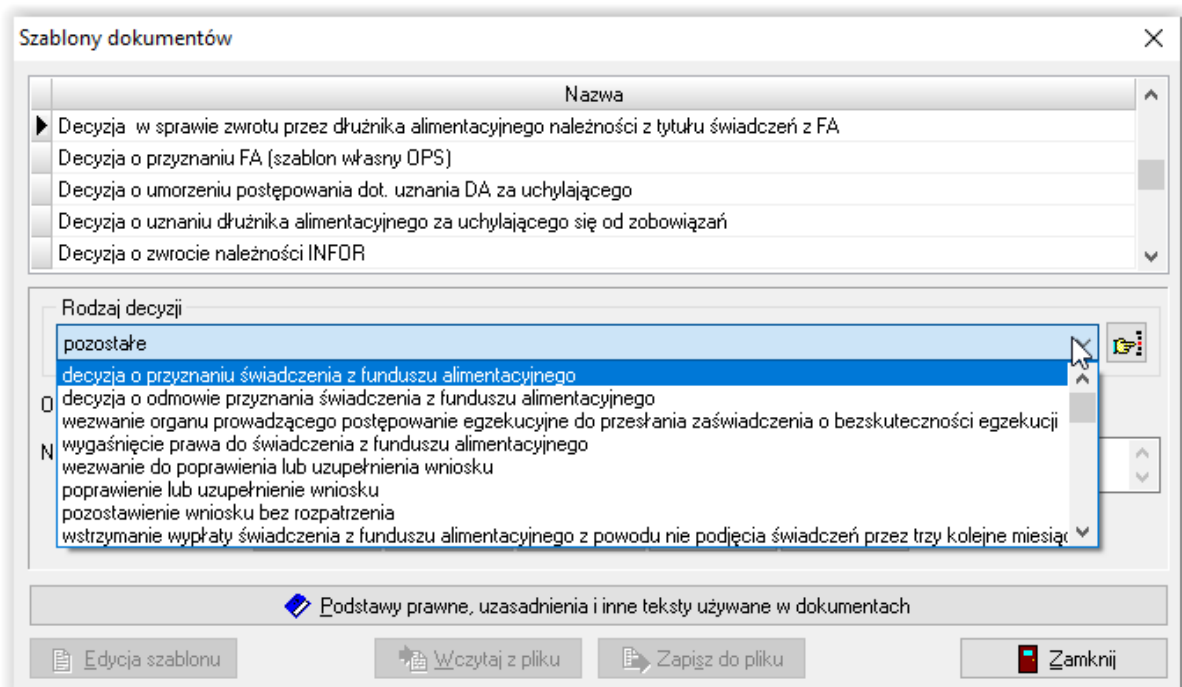 Szablony dokumentów
Nazwa
Decyzja w sprawie zwrotu przez dłużnika alimentacyjnego należności z tytułu świadczeń z FA
Decyzja o przyznaniu FA (szablon własny OPS)
Decyzja o umorzeniu postępowania dot. uznania DA za uchylającego
Decyzja o uznaniu dłużnika alimentacyjnego za uchylającego się od zobowiązań
Decyzja o zwrocie należności INFOR
Rodzaj decyzji
pozostałe
decyzja o przyznaniu świadczenia z funduszu alimentacyjnego
O
decyzja o odmowie przyznania świadczenia z funduszu alimentacyjnego
wezwanie organu prowadzącego postępowanie egzekucyjne do przesłania zaświadczenia o bezskuteczności egzekucji
N
wygaśnięcie prawa do świadczenia z funduszu alimentacyjnego
wezwanie do poprawienia lub uzupełnienia wniosku
poprawienie lub uzupełnienie wniosku
pozostawienie wniosku bez rozpatrzenia
wstrzymanie wypłaty świadczenia z funduszu alimentacyjnego z powodu nie podjęcia świadczeń przez trzy kolejne miesiąc
Podstawy prawne, uzasadnienia i inne teksty używane w dokumentach
Edycja szablonu
Wczytaj z pliku
Zapisz do pliku
Zamknij